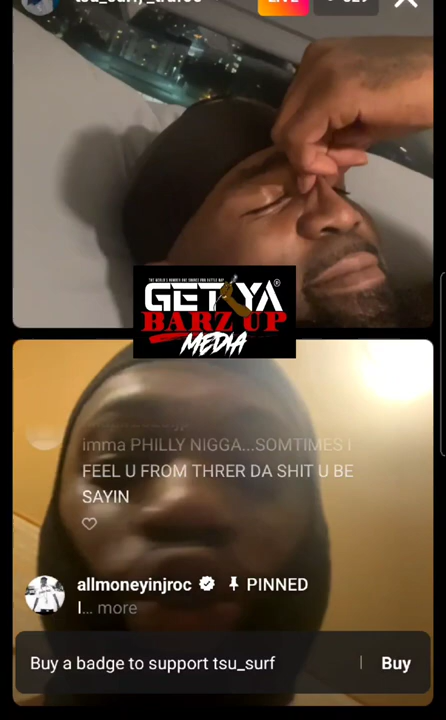 LIVE
GET YA®
BARZ UP
MEDIA
imma PHILLY NIGGA...SOMTIMES I
FEEL U FROM THRER DA SHIT U BE
SAYIN
allmoneyinjroc PINNED
I... more
Buy a badge to support tsu_surf | Buy